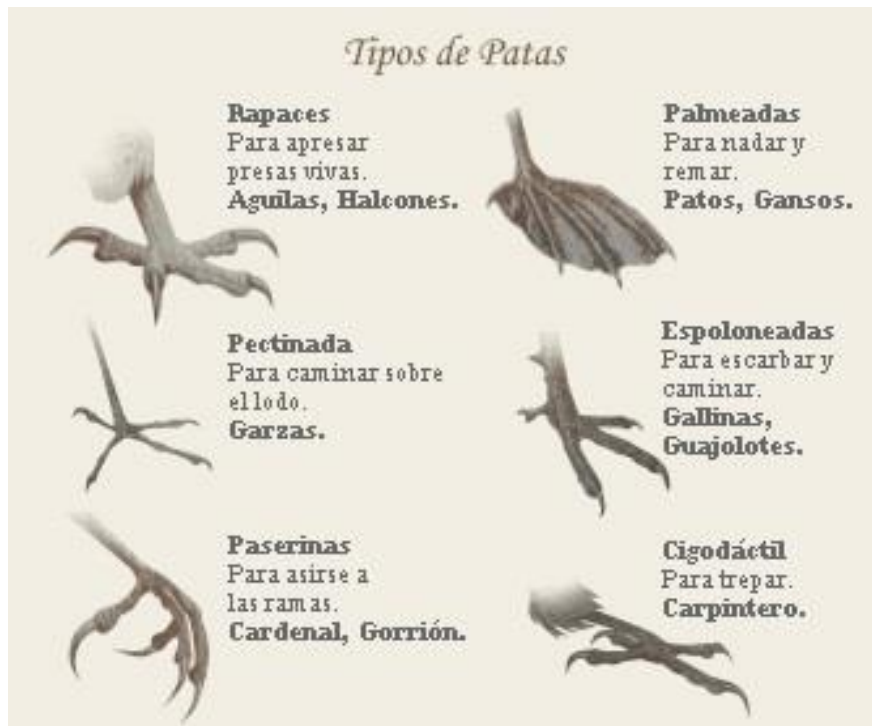 Tipos de Patas
Rapaces
Para apresar
presas vivas.
Aguilas, Halcones.
Palmeadas
Para nadar y
remar.
Patos, Gansos.
Pectinada
Para caminar sobre
el lodo.
Garzas.
Espoloneadas
Para escarbar y
caminar.
Gallinas,
Guajolotes.
Paserinas
Para asirse a
las ramas.
Cardenal, Gorrión.
Cigodáctil
Para trepar.
Carpintero.